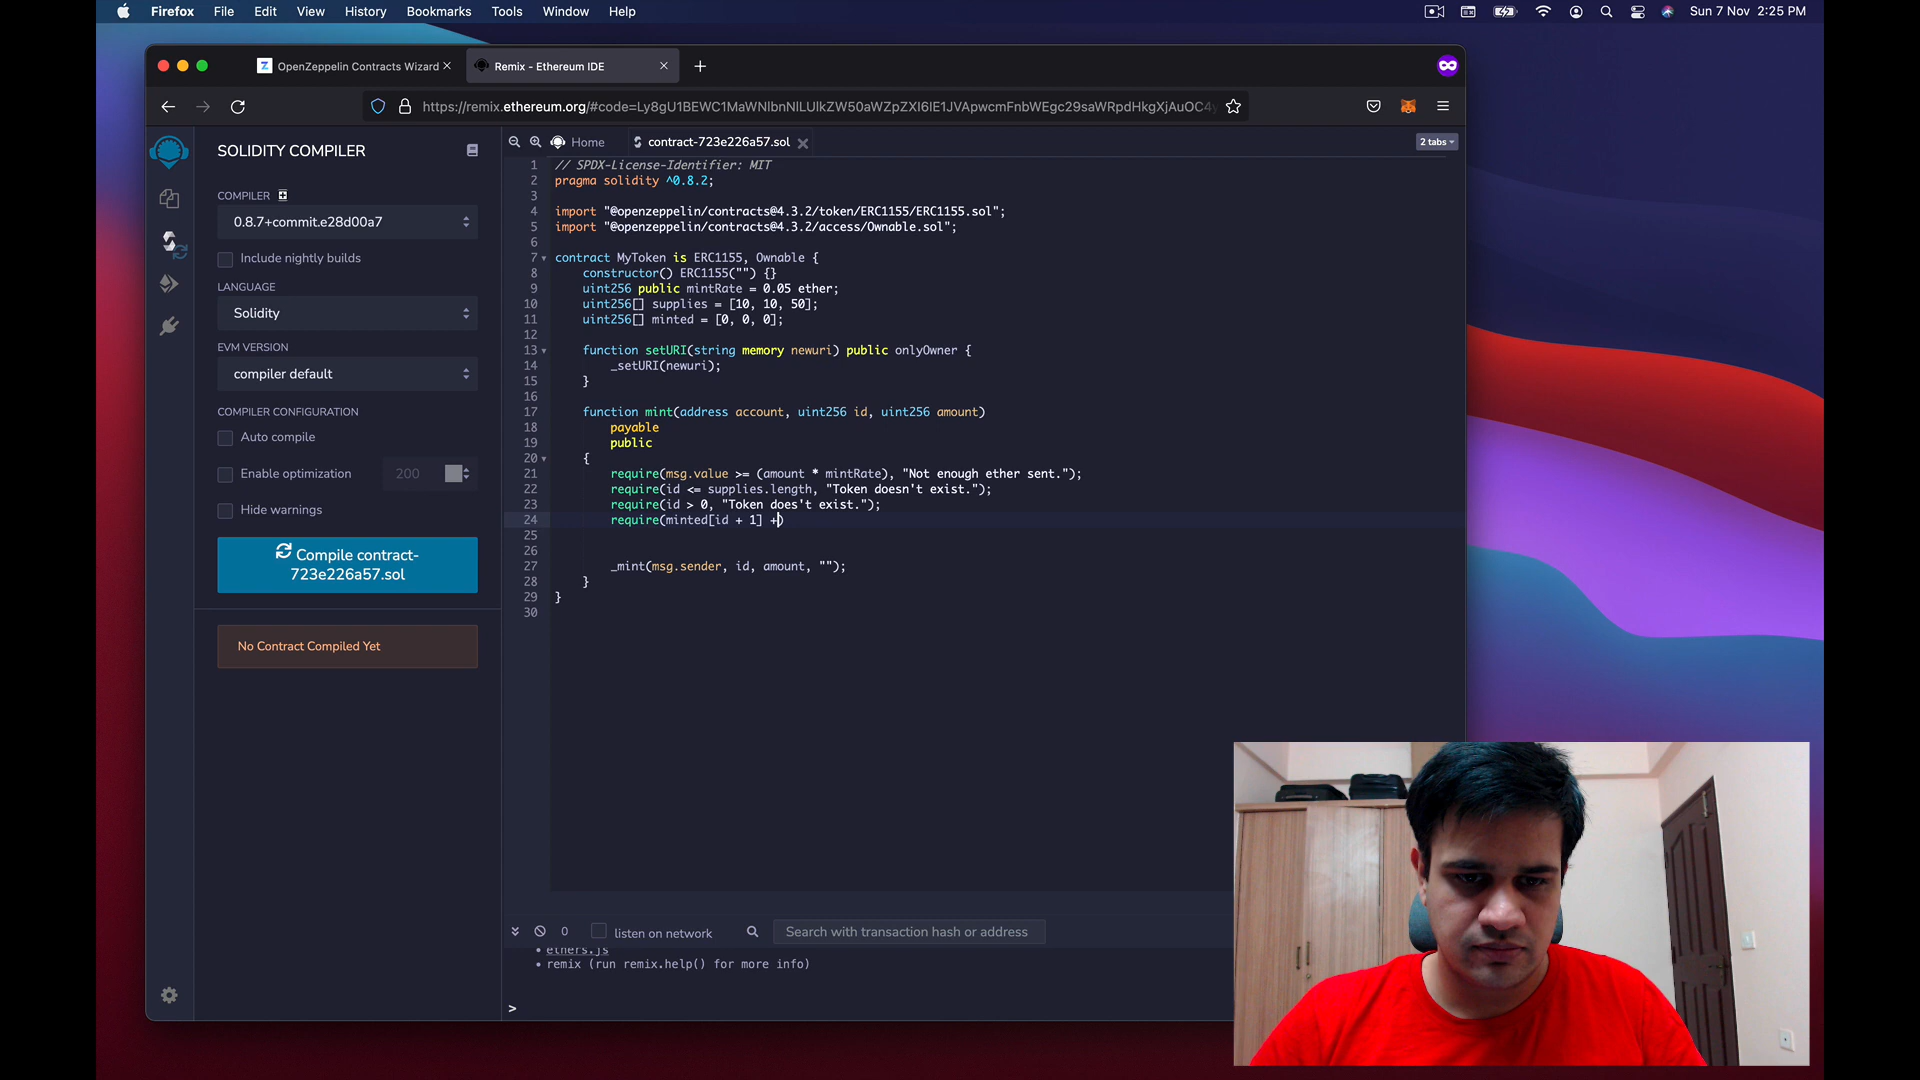 Firefox File Edit View History Bookmarks Tools Window Help Sun 7 Nov 2:25 PM
OpenZeppelin Contracts Wizard Remix - Ethereum IDE
https://remix.ethereum.org/#code=Ly8gU1BEWC1MaWNlbnNlLUlkZW50aWZpZXI6IE1JVApwcmFnbWEgc29saWRpdHkgXjAuOC4y
SOLIDITY COMPILER
COMPILER
0.8.7+commit.e28d00a7
Include nightly builds
LANGUAGE
Solidity
EVM VERSION
compiler default
COMPILER CONFIGURATION
Auto compile
Enable optimization 200
Hide warnings
Compile contract-
723e226a57.sol
No Contract Compiled Yet
Home contract-723e226a57.sol 2 tabs
1 // SPDX-License-Identifier: MIT
2 pragma solidity ^0.8.2;
3
4 import "@openzeppelin/contracts@4.3.2/token/ERC1155/ERC1155.sol";
5 import "@openzeppelin/contracts@4.3.2/access/Ownable.sol";
6
7 contract MyToken is ERC1155, Ownable {
8 constructor() ERC1155("") {}
9 uint256 public mintRate = 0.05 ether;
10 uint256[] supplies = [10, 10, 50];
11 uint256[] minted = [0, 0, 0];
12
13 function setURI(string memory newuri) public onlyOwner {
14 _setURI(newuri);
15 }
16
17 function mint(address account, uint256 id, uint256 amount)
18 payable
19 public
20 {
21 require(msg.value >= (amount * mintRate), "Not enough ether sent.");
22 require(id <= supplies.length, "Token doesn't exist.");
23 require(id > 0, "Token does't exist.");
24 require(minted[id + 1] +)
25
26
27 _mint(msg.sender, id, amount, "");
28 }
29 }
30
0 listen on network Search with transaction hash or address
• ethers.js
• remix (run remix.help() for more info)
>